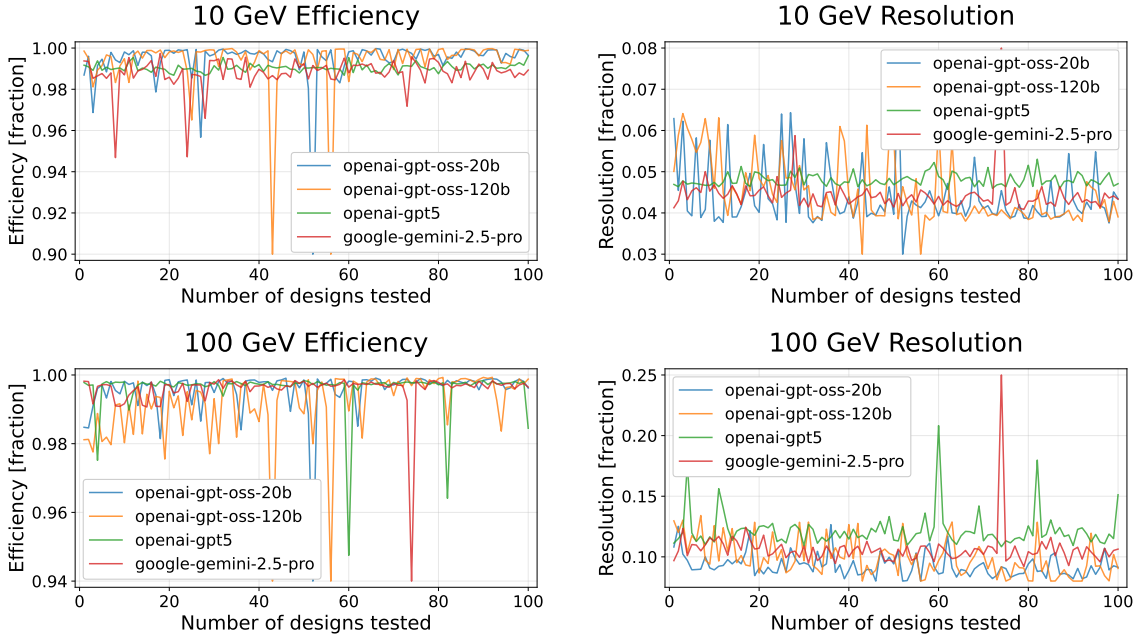 10 GeV Efficiency
Efficiency [fraction]
1.00
0.98
0.96
0.94
0.92
0.90
openai-gpt-oss-20b
openai-gpt-oss-120b
openai-gpt5
google-gemini-2.5-pro
0 20 40 60 80 100
Number of designs tested
10 GeV Resolution
Resolution [fraction]
0.08
0.07
0.06
0.05
0.04
0.03
openai-gpt-oss-20b
openai-gpt-oss-120b
openai-gpt5
google-gemini-2.5-pro
0 20 40 60 80 100
Number of designs tested
100 GeV Efficiency
Efficiency [fraction]
1.00
0.98
0.96
0.94
openai-gpt-oss-20b
openai-gpt-oss-120b
openai-gpt5
google-gemini-2.5-pro
0 20 40 60 80 100
Number of designs tested
100 GeV Resolution
Resolution [fraction]
0.25
0.20
0.15
0.10
openai-gpt-oss-20b
openai-gpt-oss-120b
openai-gpt5
google-gemini-2.5-pro
0 20 40 60 80 100
Number of designs tested